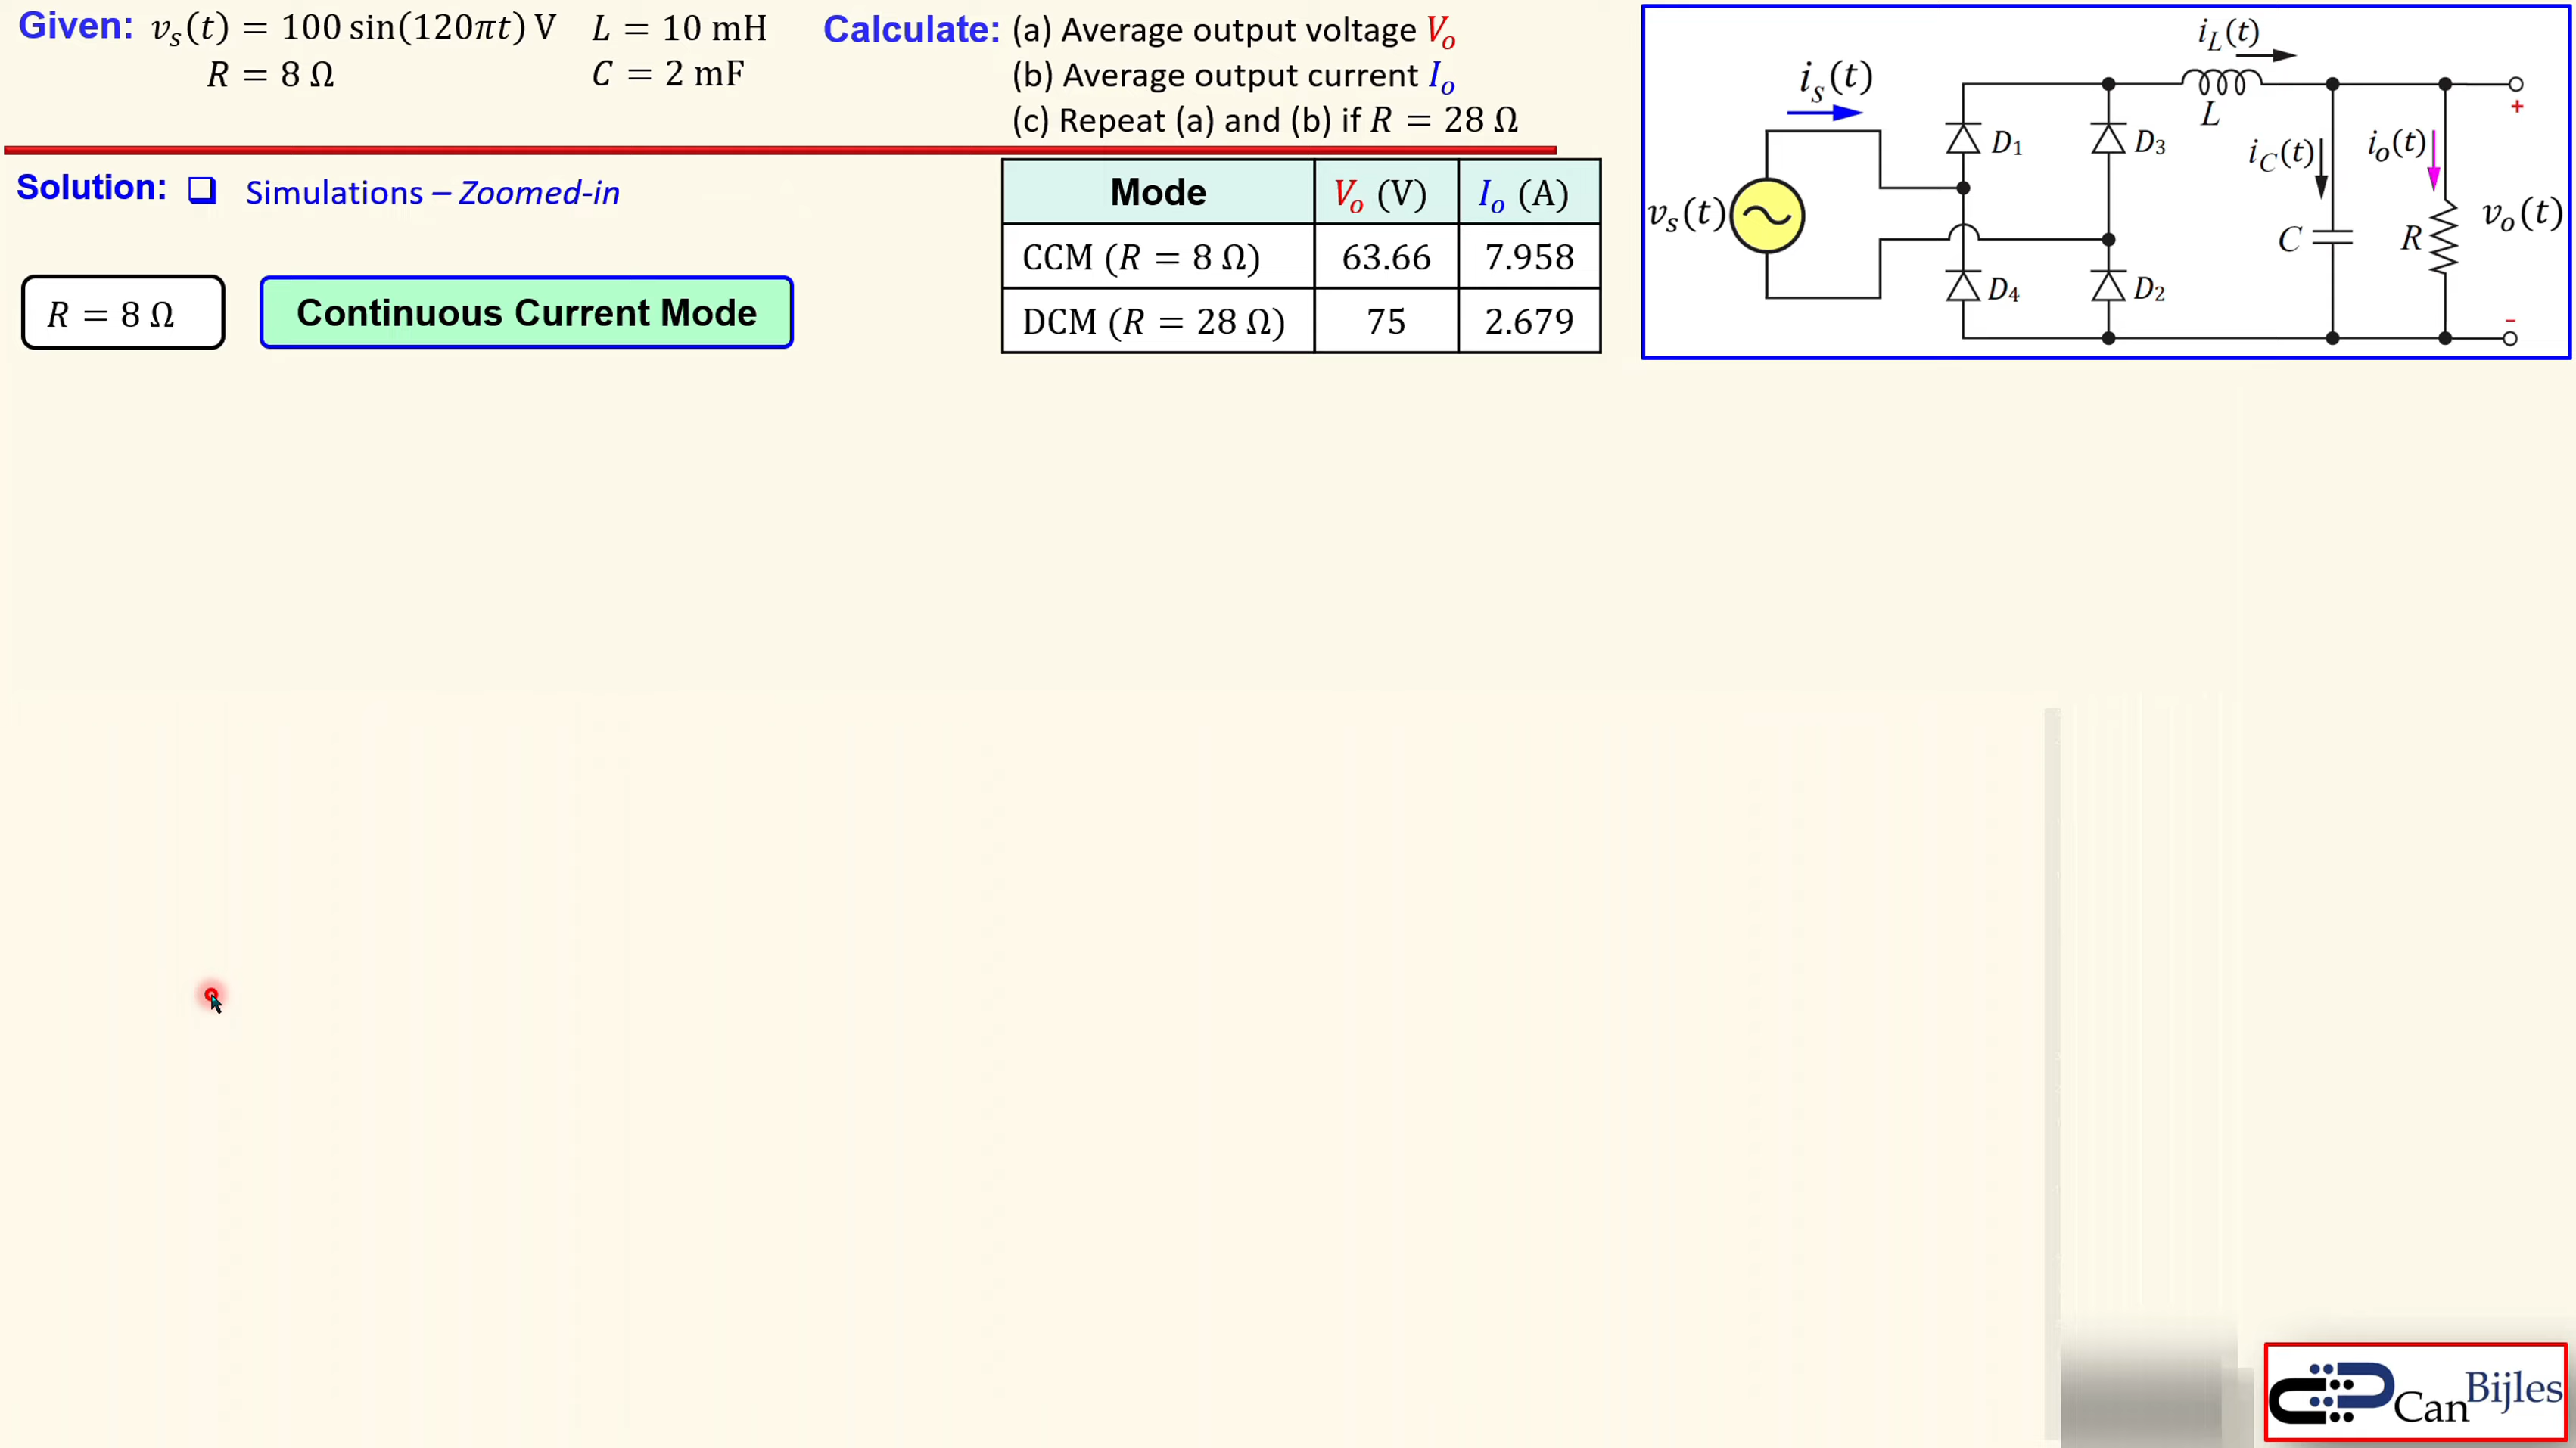 Given: vₛ(t) = 100 sin(120πt) V L = 10 mH
R = 8 Ω C = 2 mF
Calculate: (a) Average output voltage Vₒ
(b) Average output current Iₒ
(c) Repeat (a) and (b) if R = 28 Ω
Solution: ❑ Simulations – Zoomed-in
R = 8 Ω Continuous Current Mode
Mode Vₒ (V) Iₒ (A)
CCM (R = 8 Ω) 63.66 7.958
DCM (R = 28 Ω) 75 2.679
iₛ(t)
i_L(t)
L
D₁
D₃
i_C(t)
iₒ(t)
+
vₛ(t)
C
R
vₒ(t)
D₄
D₂
−
CanBijles